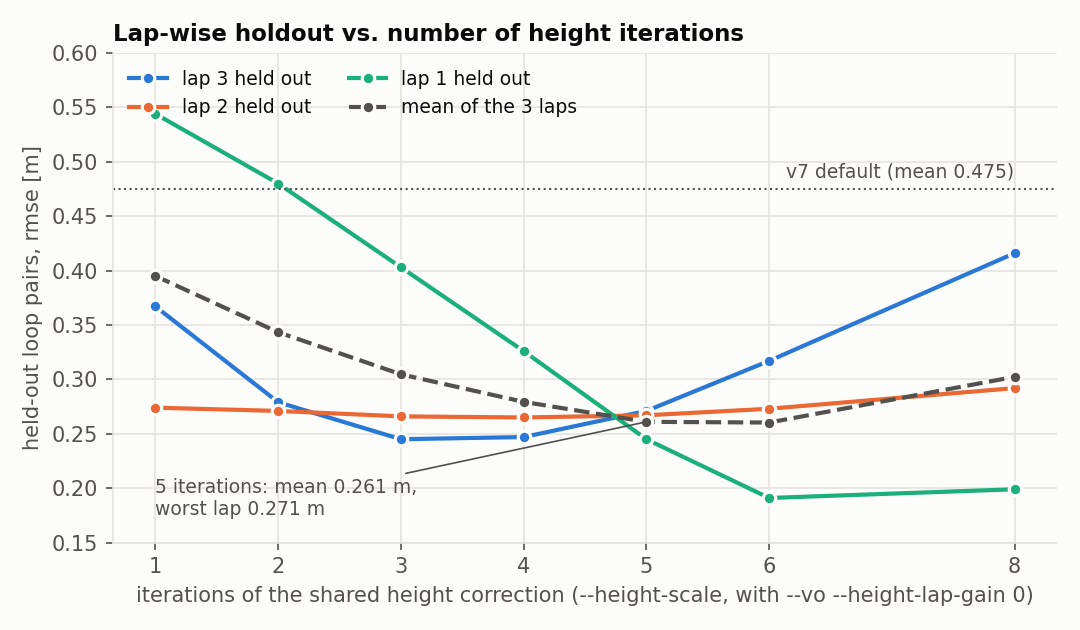 Lap-wise holdout vs. number of height iterations
lap 3 held out
lap 2 held out
lap 1 held out
mean of the 3 laps
held-out loop pairs, rmse [m]
0.60
0.55
0.50
0.45
0.40
0.35
0.30
0.25
0.20
0.15
v7 default (mean 0.475)
5 iterations: mean 0.261 m,
worst lap 0.271 m
1 2 3 4 5 6 8
iterations of the shared height correction (--height-scale, with --vo --height-lap-gain 0)